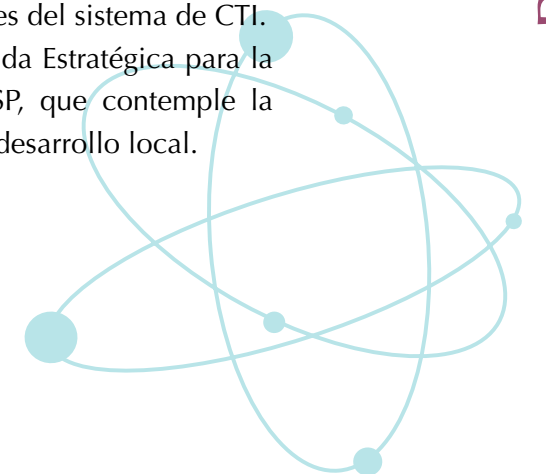 es del sistema de CTI.
da Estratégica para la
SP, que contemple la
desarrollo local.